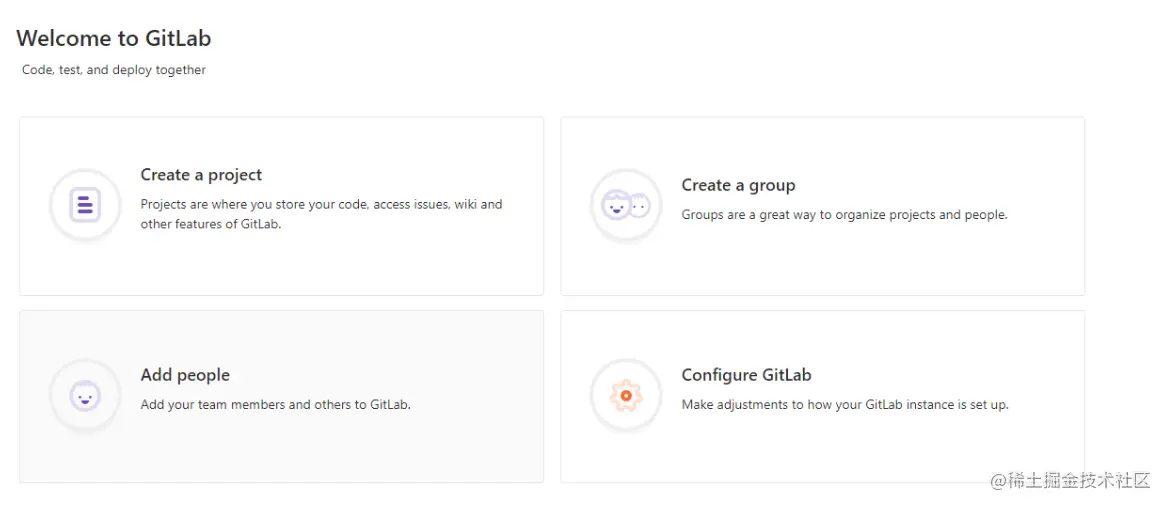 Welcome to GitLab
Code, test, and deploy together
Create a project
Projects are where you store your code, access issues, wiki and
other features of GitLab.
Create a group
Groups are a great way to organize projects and people.
Add people
Add your team members and others to GitLab.
Configure GitLab
Make adjustments to how your GitLab instance is set up.
@稀土掘金技术社区